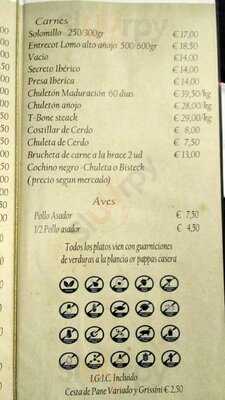 Carnes
Solomillo 250/300gr €17,00
Entrecot Lomo alto añojo 500/600gr €18,50
Vacio €14,00
Secreto Ibérico €14,00
Presa Ibérica €14,00
Chuletón Maduración 60 dias €39,50/kg
Chuletón añojo €28,00/kg
T-Bone steack €29,00/kg
Costillar de Cerdo € 8,00
Chuleta de Cerdo € 7,50
Brucheta de carne a la brace 2 ud €13,00
Cochino negro -Chuleta o Bisteck
(precio segun mercado)
Aves
Pollo Asador € 7,50
1/2 Pollo asador € 4,50
Todos los platos vien con guarniciones
de verduras a la plancia or pappas casera
I.G.I.C. Incluido
Cesta de Pane Variado y Grissini € 2,50